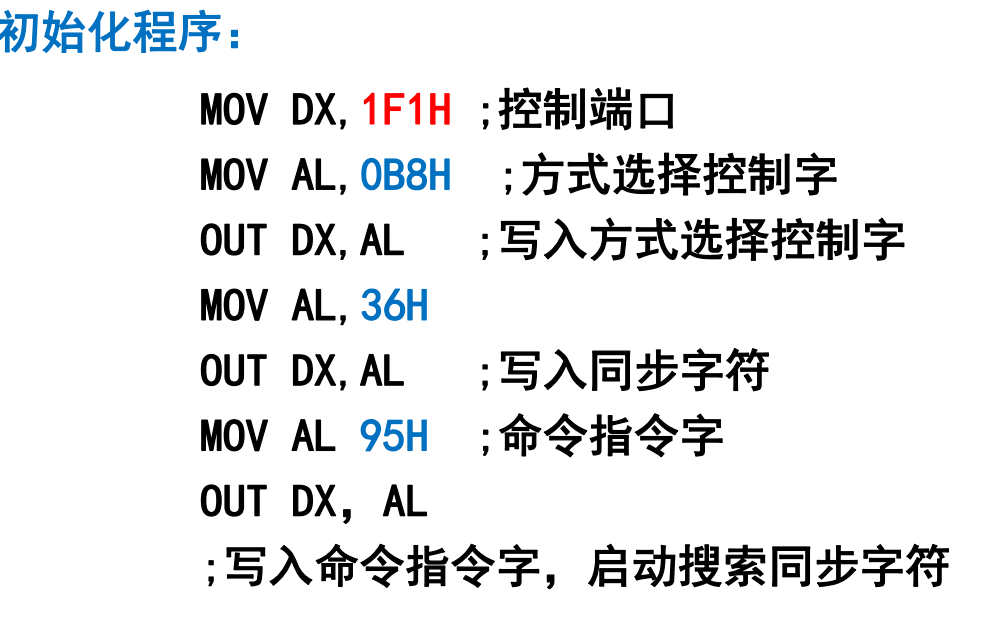 初始化程序：
MOV DX,1F1H ;控制端口
MOV AL,0B8H ;方式选择控制字
OUT DX,AL ;写入方式选择控制字
MOV AL,36H
OUT DX,AL ;写入同步字符
MOV AL 95H ;命令指令字
OUT DX，AL
;写入命令指令字，启动搜索同步字符